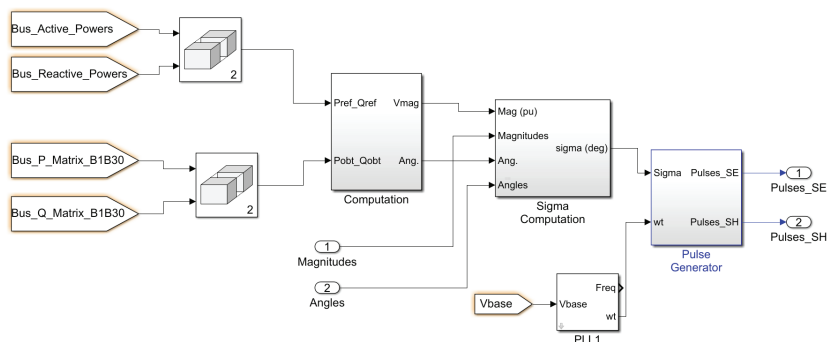 Bus_Active_Powers
Bus_Reactive_Powers
2
Pref_Qref
Vmag
Pobt_Qobt
Ang.
Computation
Bus_P_Matrix_B1B30
Bus_Q_Matrix_B1B30
2
Mag (pu)
Magnitudes
sigma (deg)
Ang.
Angles
Sigma
Computation
Sigma
Pulses_SE
wt
Pulses_SH
Pulse
Generator
1
Pulses_SE
2
Pulses_SH
1
Magnitudes
2
Angles
Vbase
Freq
Vbase
wt
PLL1